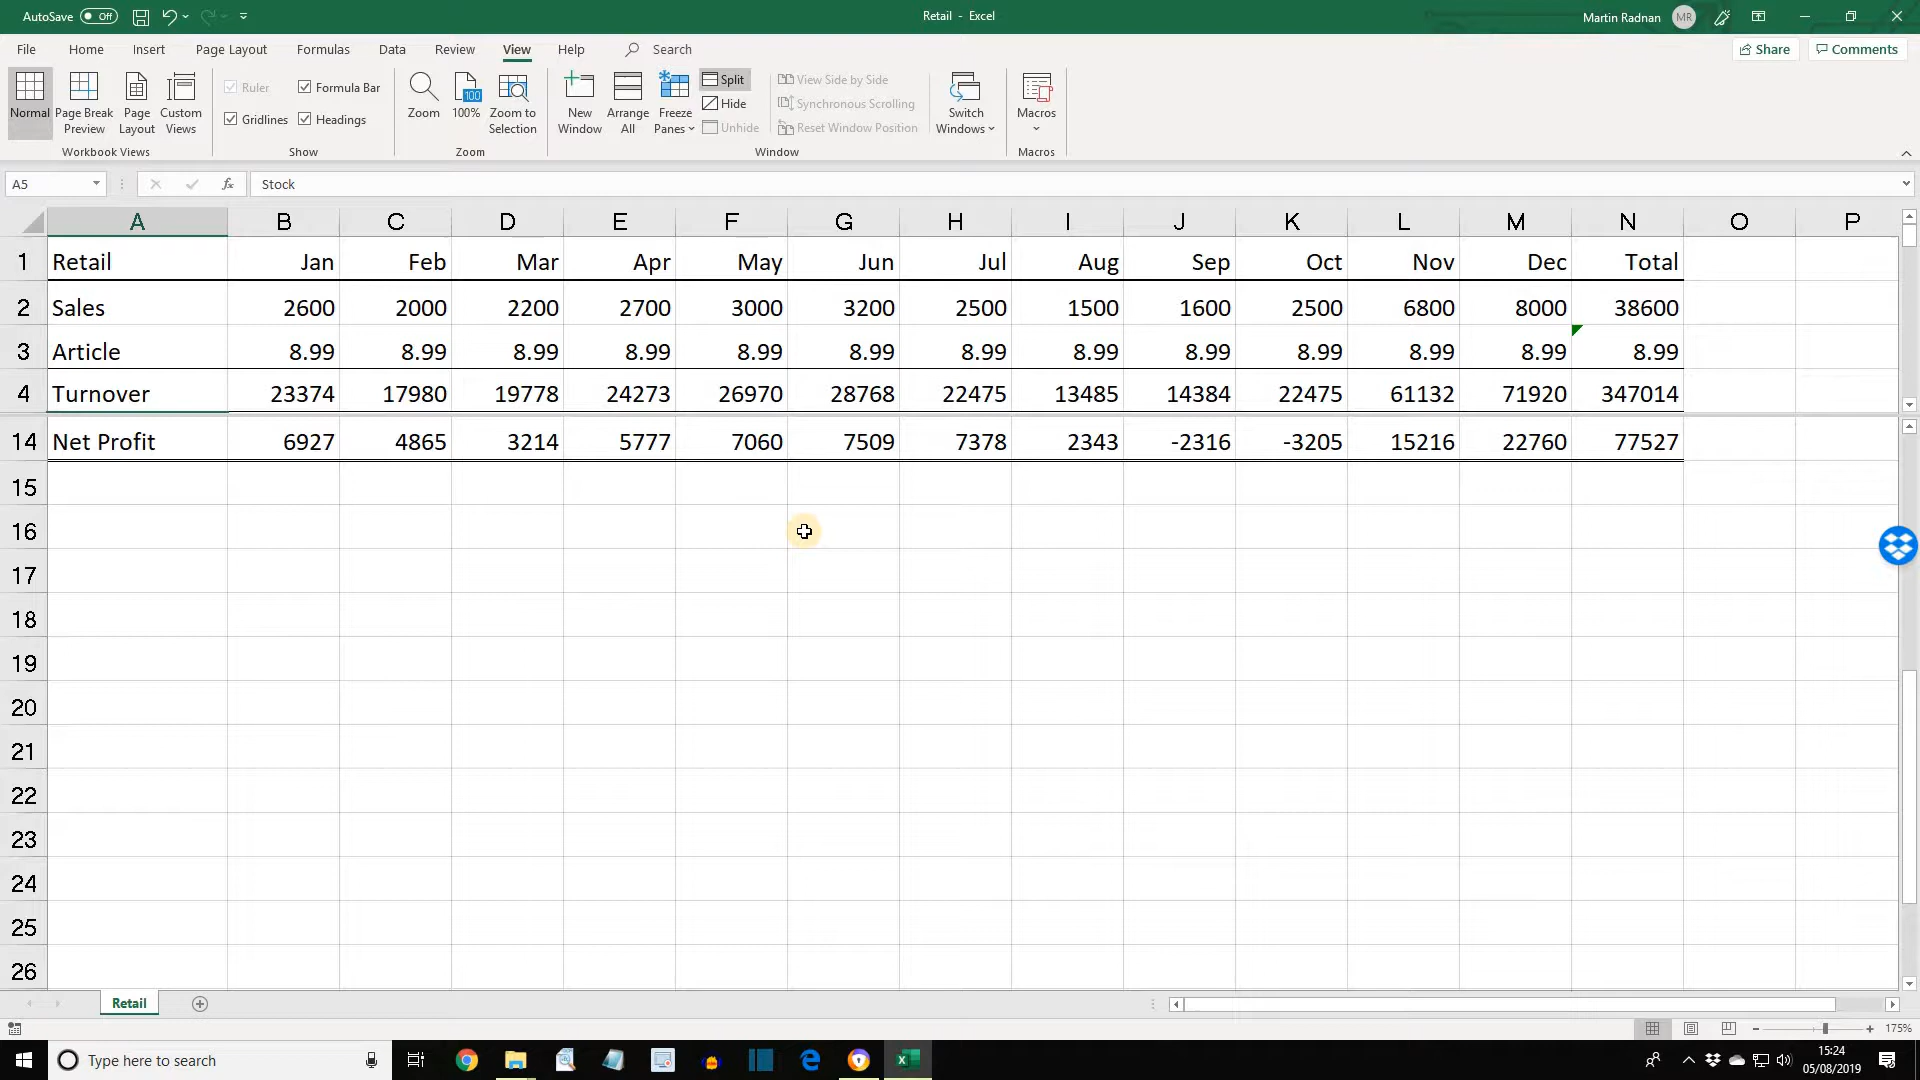 AutoSave Off Retail - Excel Martin Radnan MR
File Home Insert Page Layout Formulas Data Review View Help Search Share Comments
Normal Page Break Preview Page Layout Custom Views
Workbook Views
Ruler Formula Bar
Gridlines Headings
Show
Zoom 100% Zoom to Selection
100
Zoom
New Window Arrange All Freeze Panes
Split
Hide
Unhide
View Side by Side
Synchronous Scrolling
Reset Window Position
Switch Windows
Window
Macros
Macros
A5 fx Stock
A B C D E F G H I J K L M N O P
1 Retail Jan Feb Mar Apr May Jun Jul Aug Sep Oct Nov Dec Total
2 Sales 2600 2000 2200 2700 3000 3200 2500 1500 1600 2500 6800 8000 38600
3 Article 8.99 8.99 8.99 8.99 8.99 8.99 8.99 8.99 8.99 8.99 8.99 8.99 8.99
4 Turnover 23374 17980 19778 24273 26970 28768 22475 13485 14384 22475 61132 71920 347014
14 Net Profit 6927 4865 3214 5777 7060 7509 7378 2343 -2316 -3205 15216 22760 77527
15
16
17
18
19
20
21
22
23
24
25
26
Retail
175%
Type here to search
15:24
05/08/2019